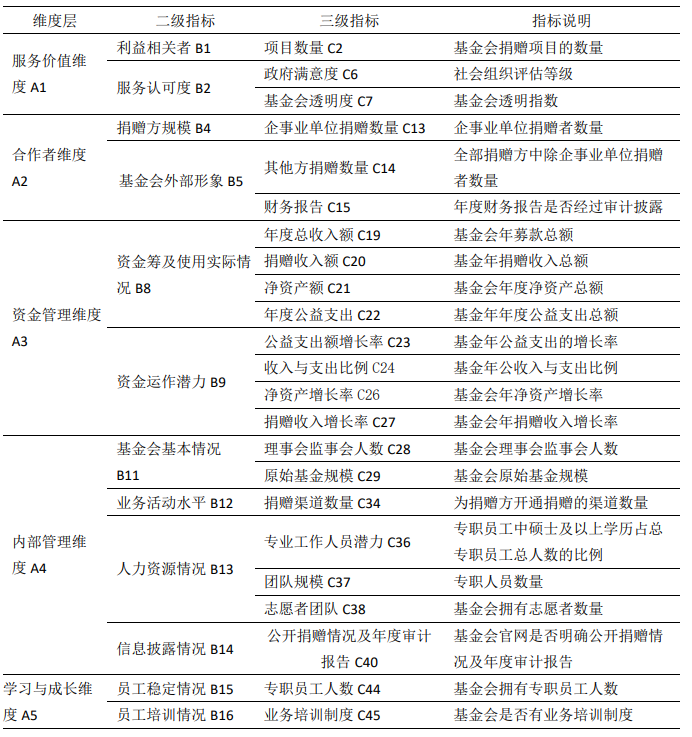 维度层 二级指标 三级指标 指标说明
服务价值维
度 A1
利益相关者 B1 项目数量 C2 基金会捐赠项目的数量
服务认可度 B2
政府满意度 C6 社会组织评估等级
基金会透明度 C7 基金会透明指数
合作者维度
A2
捐赠方规模 B4 企事业单位捐赠数量 C13 企事业单位捐赠者数量
基金会外部形象 B5
其他方捐赠数量 C14
全部捐赠方中除企事业单位捐赠
者数量
财务报告 C15 年度财务报告是否经过审计披露
资金管理维度
A3
资金筹及使用实际情
况 B8
年度总收入额 C19 基金会年募款总额
捐赠收入额 C20 基金年捐赠收入总额
净资产额 C21 基金会年度净资产总额
年度公益支出 C22 基金年年度公益支出总额
资金运作潜力 B9
公益支出额增长率 C23 基金年公益支出的增长率
收入与支出比例 C24 基金年公收入与支出比例
净资产增长率 C26 基金会年净资产增长率
捐赠收入增长率 C27 基金会年捐赠收入增长率
内部管理维
度 A4
基金会基本情况
B11
理事会监事会人数 C28 基金会理事会监事会人数
原始基金规模 C29 基金会原始基金规模
业务活动水平 B12 捐赠渠道数量 C34 为捐赠方开通捐赠的渠道数量
人力资源情况 B13
专业工作人员潜力 C36
专职员工中硕士及以上学历占总
专职员工总人数的比例
团队规模 C37 专职人员数量
志愿者团队 C38 基金会拥有志愿者数量
信息披露情况 B14
公开捐赠情况及年度审计
报告 C40
基金会官网是否明确公开捐赠情
况及年度审计报告
学习与成长维
度 A5
员工稳定情况 B15 专职员工人数 C44 基金会拥有专职员工人数
员工培训情况 B16 业务培训制度 C45 基金会是否有业务培训制度